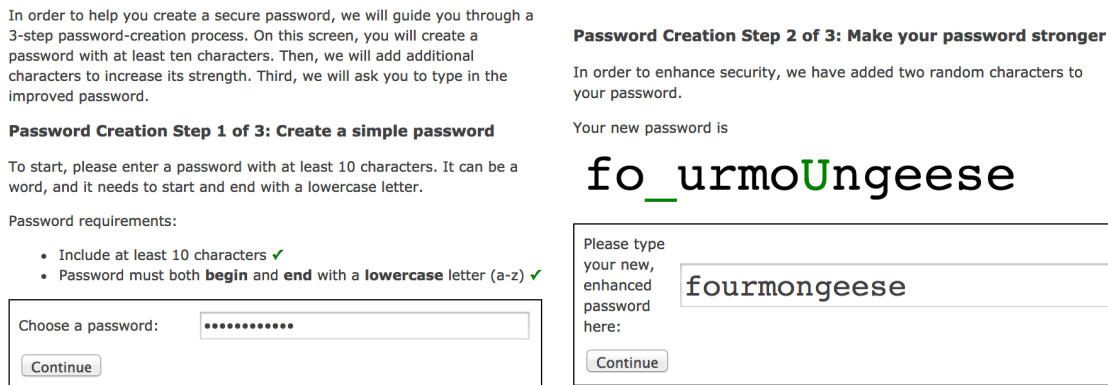 In order to help you create a secure password, we will guide you through a
3-step password-creation process. On this screen, you will create a
password with at least ten characters. Then, we will add additional
characters to increase its strength. Third, we will ask you to type in the
improved password.
Password Creation Step 1 of 3: Create a simple password
To start, please enter a password with at least 10 characters. It can be a
word, and it needs to start and end with a lowercase letter.
Password requirements:
• Include at least 10 characters ✓
• Password must both begin and end with a lowercase letter (a-z) ✓
Choose a password: ••••••••••••
Continue
Password Creation Step 2 of 3: Make your password stronger
In order to enhance security, we have added two random characters to
your password.
Your new password is
fo_urmoUngeese
Please type
your new,
enhanced
password
here:
fourmongeese
Continue